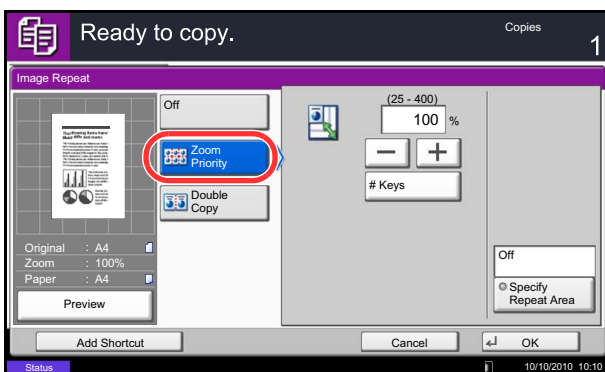 Ready to copy.
Copies
1
Image Repeat
Off
Zoom
Priority
Double
Copy
(25 - 400)
100 %
# Keys
Original : A4
Zoom : 100%
Paper : A4
Preview
Off
Specify
Repeat Area
Add Shortcut
Cancel
OK
Status
10/10/2010 10:10